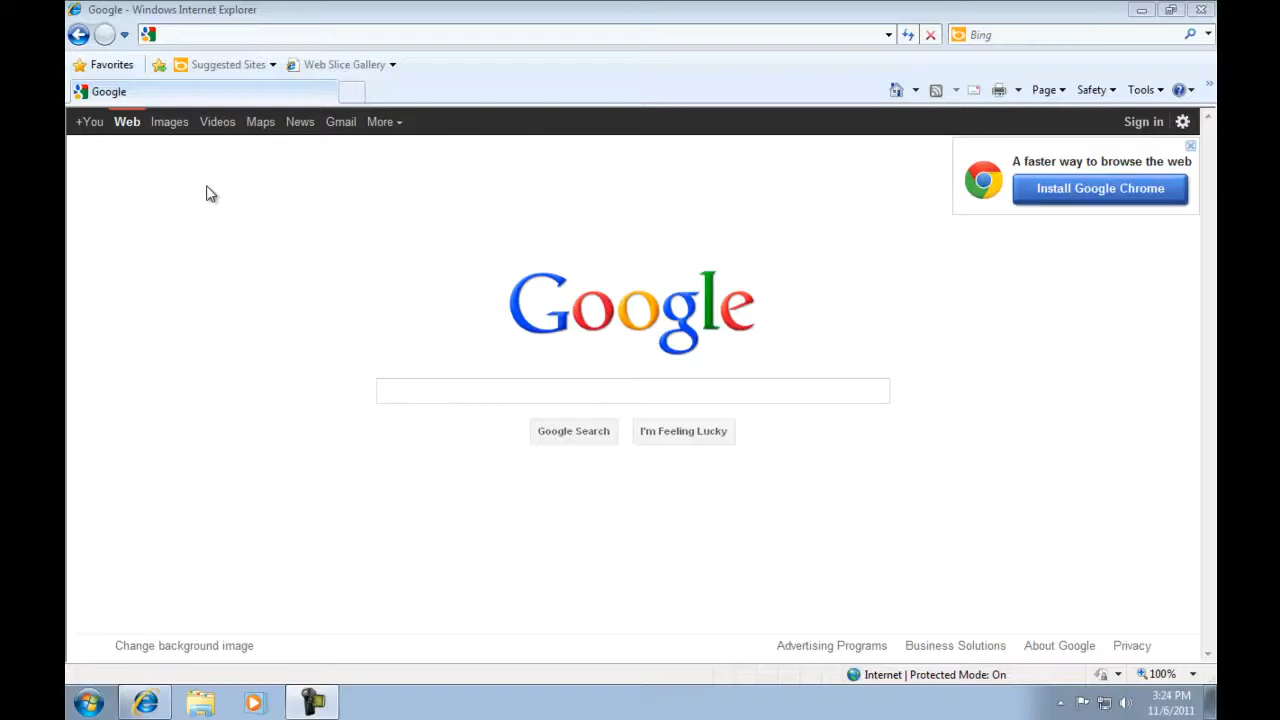 Google - Windows Internet Explorer
Bing
Favorites Suggested Sites Web Slice Gallery
Google Page Safety Tools
+You Web Images Videos Maps News Gmail More Sign in
A faster way to browse the web
Install Google Chrome
Google
Google Search I'm Feeling Lucky
Change background image Advertising Programs Business Solutions About Google Privacy
Internet | Protected Mode: On 100%
3:24 PM
11/6/2011